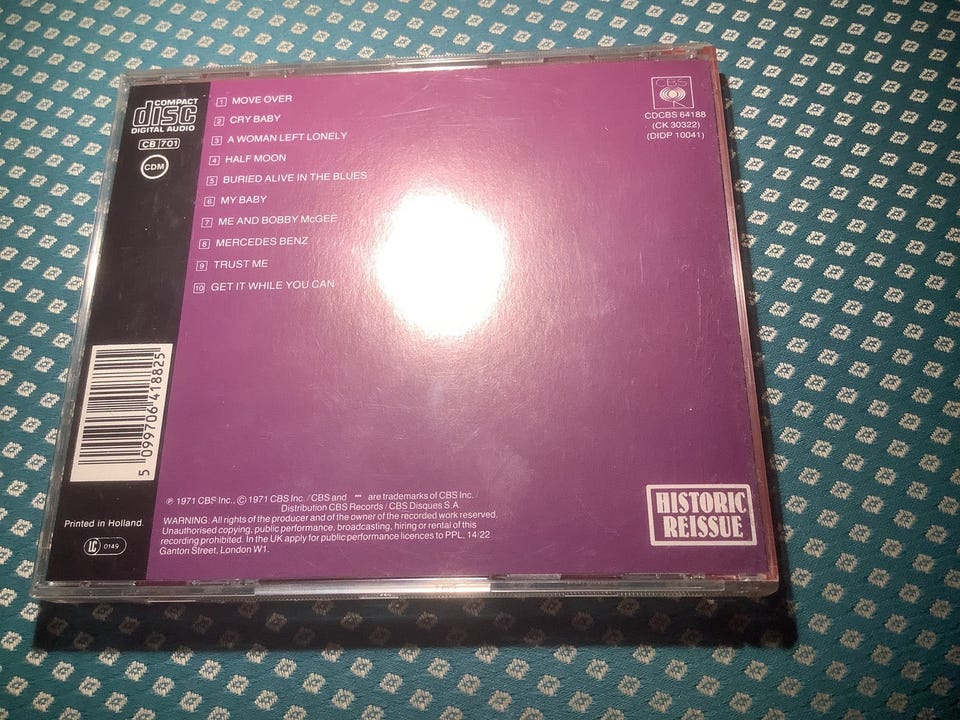 COMPACT
disc
DIGITAL AUDIO
CB 701
CDM
1 MOVE OVER
2 CRY BABY
3 A WOMAN LEFT LONELY
4 HALF MOON
5 BURIED ALIVE IN THE BLUES
6 MY BABY
7 ME AND BOBBY McGEE
8 MERCEDES BENZ
9 TRUST ME
10 GET IT WHILE YOU CAN
CBS
CDCBS 64188
(CK 30322)
(DIDP 10041)
5 099706 418825
Printed in Holland.
LC 0149
℗ 1971 CBS Inc., © 1971 CBS Inc. / CBS and are trademarks of CBS Inc. /
Distribution CBS Records / CBS Disques S.A.
WARNING. All rights of the producer and of the owner of the recorded work reserved.
Unauthorised copying, public performance, broadcasting, hiring or rental of this
recording prohibited. In the UK apply for public performance licences to PPL, 14/22
Ganton Street, London W1.
HISTORIC
REISSUE